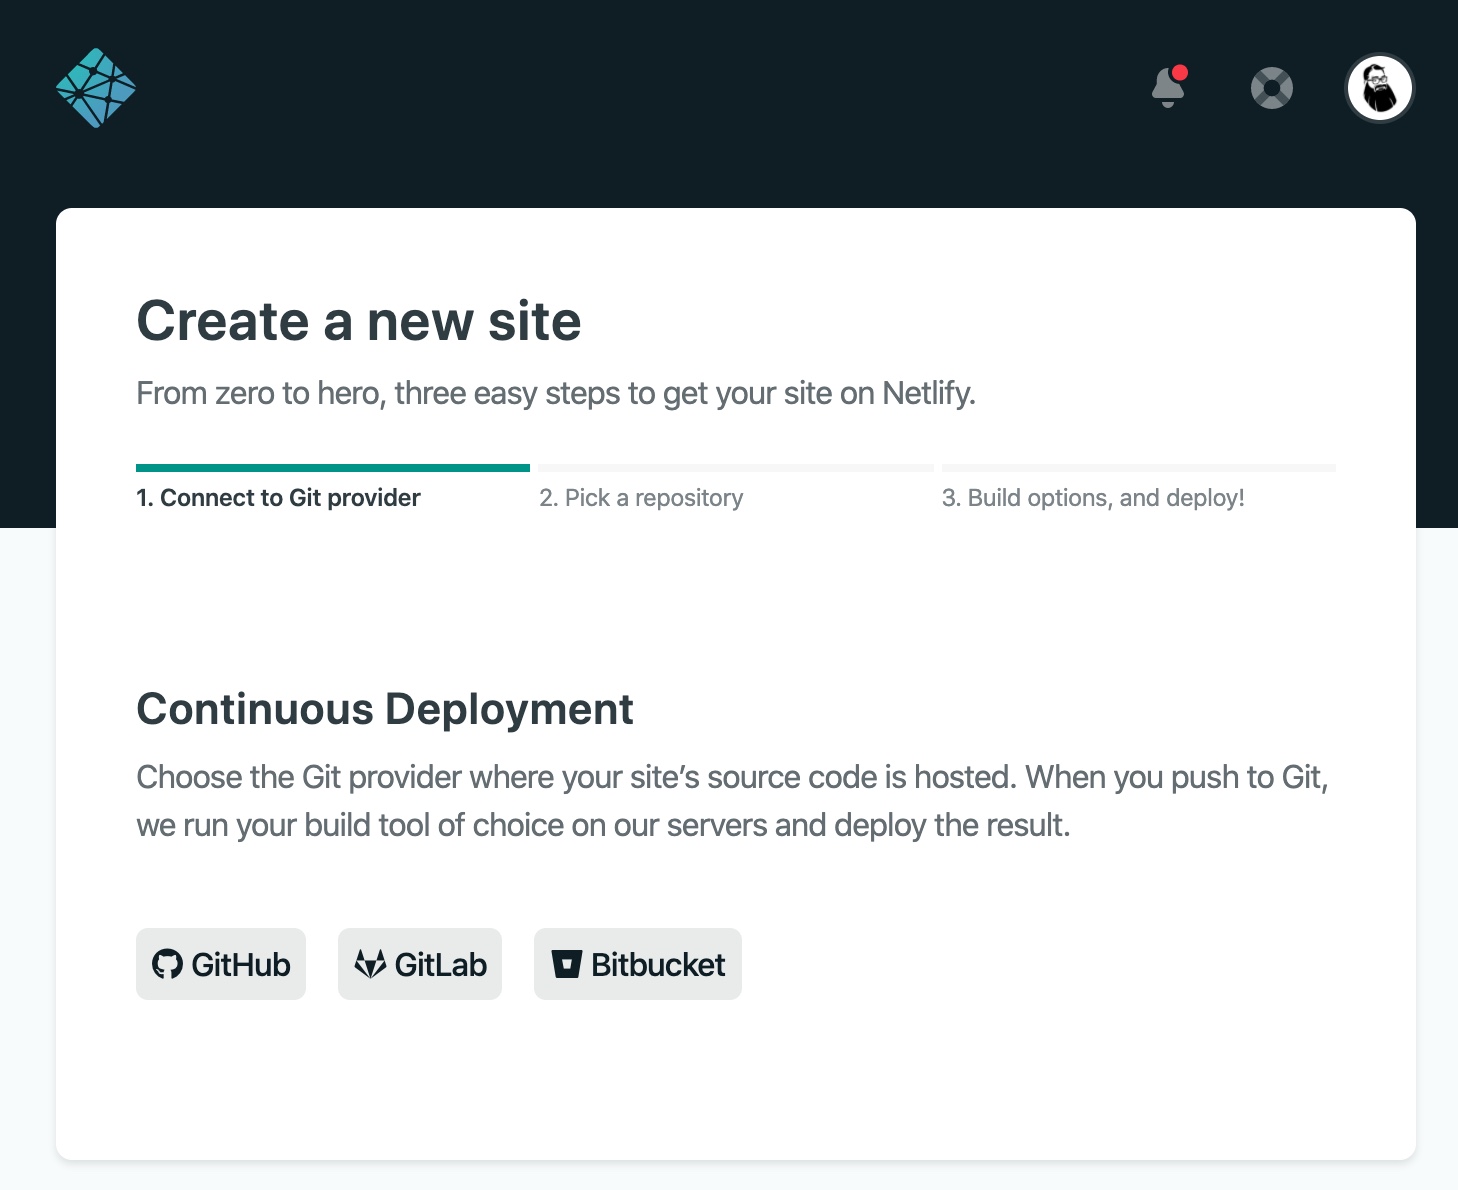 Create a new site
From zero to hero, three easy steps to get your site on Netlify.
1. Connect to Git provider
2. Pick a repository
3. Build options, and deploy!
Continuous Deployment
Choose the Git provider where your site’s source code is hosted. When you push to Git,
we run your build tool of choice on our servers and deploy the result.
GitHub
GitLab
Bitbucket